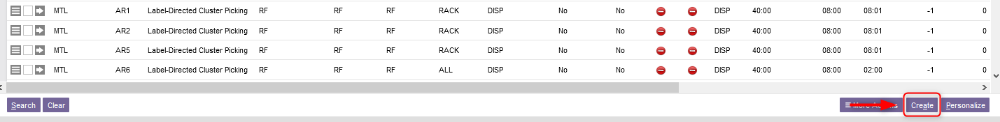 MTL AR1 Label-Directed Cluster Picking RF RF RF RACK DISP No No DISP 40:00 08:00 08:01 -1 0
MTL AR2 Label-Directed Cluster Picking RF RF RF RACK DISP No No DISP 40:00 08:00 08:01 -1 0
MTL AR5 Label-Directed Cluster Picking RF RF RF RACK DISP No No DISP 40:00 08:00 08:01 -1 0
MTL AR6 Label-Directed Cluster Picking RF RF RF ALL DISP No No DISP 40:00 08:00 02:00 -1 0
Search Clear More Actions Create Personalize